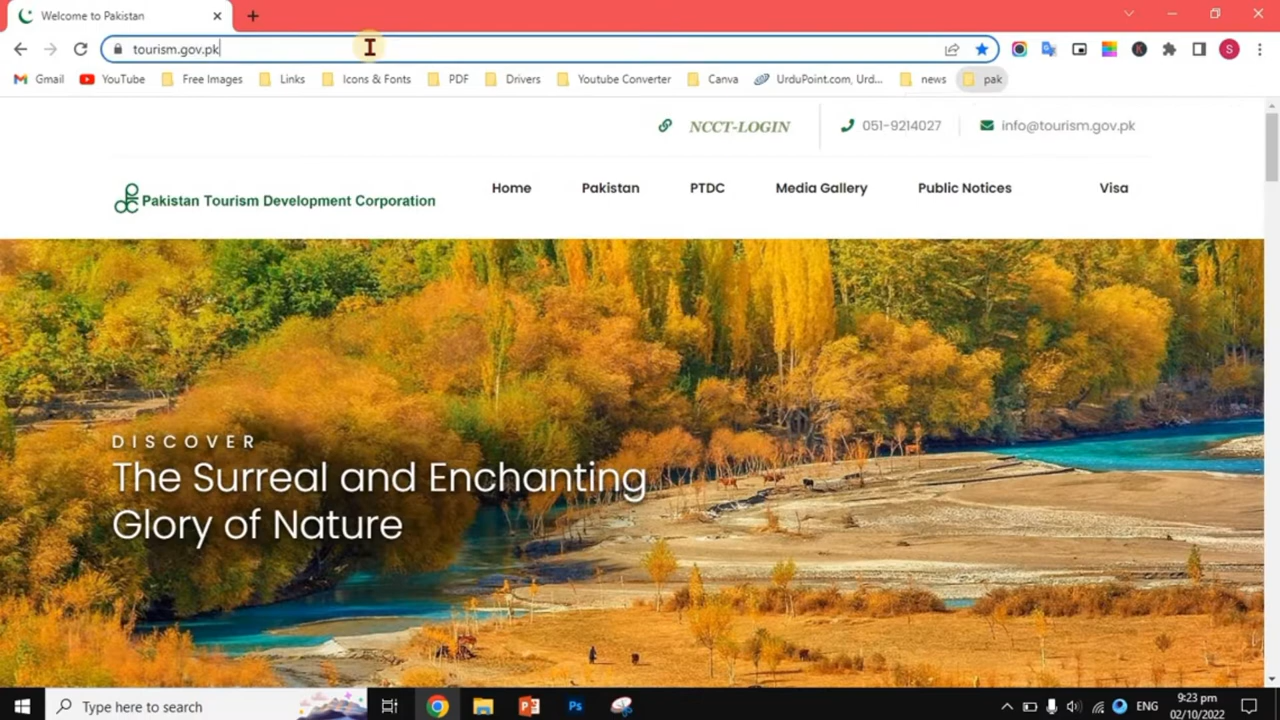 Welcome to Pakistan
tourism.gov.pk
S
Gmail YouTube Free Images Links Icons & Fonts PDF Drivers Youtube Converter Canva UrduPoint.com, Urd... news pak
NCCT-LOGIN 051-9214027 info@tourism.gov.pk
Pakistan Tourism Development Corporation
Home Pakistan PTDC Media Gallery Public Notices Visa
DISCOVER
The Surreal and Enchanting
Glory of Nature
Type here to search
Ps
ENG
9:23 pm
02/10/2022